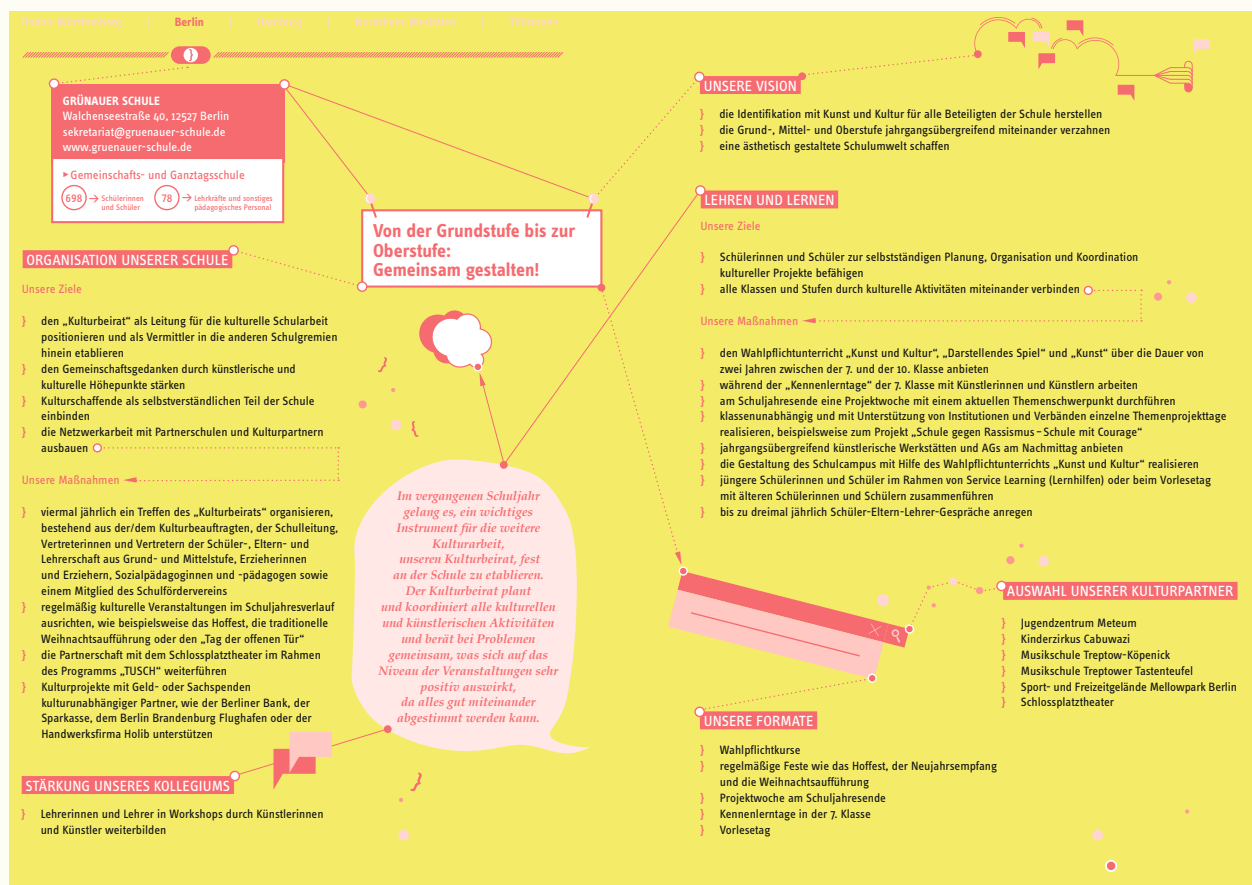 Baden-Württemberg
Berlin
Hamburg
Nordrhein-Westfalen
Thüringen
GRÜNAUER SCHULE
Walchenseestraße 40, 12527 Berlin
sekretariat@gruenauer-schule.de
www.gruenauer-schule.de
Gemeinschafts- und Ganztagsschule
698 → Schülerinnen und Schüler
78 → Lehrkräfte und sonstiges pädagogisches Personal
Von der Grundstufe bis zur
Oberstufe:
Gemeinsam gestalten!
ORGANISATION UNSERER SCHULE
Unsere Ziele
} den „Kulturbeirat“ als Leitung für die kulturelle Schularbeit
positionieren und als Vermittler in die anderen Schulgremien
hinein etablieren
} den Gemeinschaftsgedanken durch künstlerische und
kulturelle Höhepunkte stärken
} Kulturschaffende als selbstverständlichen Teil der Schule
einbinden
} die Netzwerkarbeit mit Partnerschulen und Kulturpartnern
ausbauen
Unsere Maßnahmen
} viermal jährlich ein Treffen des „Kulturbeirats“ organisieren,
bestehend aus der/dem Kulturbeauftragten, der Schulleitung,
Vertreterinnen und Vertretern der Schüler-, Eltern- und
Lehrerschaft aus Grund- und Mittelstufe, Erzieherinnen
und Erziehern, Sozialpädagoginnen und -pädagogen sowie
einem Mitglied des Schulfördervereins
} regelmäßig kulturelle Veranstaltungen im Schuljahresverlauf
ausrichten, wie beispielsweise das Hoffest, die traditionelle
Weihnachtsaufführung oder den „Tag der offenen Tür“
} die Partnerschaft mit dem Schlossplatztheater im Rahmen
des Programms „TUSCH“ weiterführen
} Kulturprojekte mit Geld- oder Sachspenden
kulturunabhängiger Partner, wie der Berliner Bank, der
Sparkasse, dem Berlin Brandenburg Flughafen oder der
Handwerksfirma Holib unterstützen
STÄRKUNG UNSERES KOLLEGIUMS
} Lehrerinnen und Lehrer in Workshops durch Künstlerinnen
und Künstler weiterbilden
Im vergangenen Schuljahr
gelang es, ein wichtiges
Instrument für die weitere
Kulturarbeit,
unseren Kulturbeirat, fest
an der Schule zu etablieren.
Der Kulturbeirat plant
und koordiniert alle kulturellen
und künstlerischen Aktivitäten
und berät bei Problemen
gemeinsam, was sich auf das
Niveau der Veranstaltungen sehr
positiv auswirkt,
da alles gut miteinander
abgestimmt werden kann.
UNSERE VISION
} die Identifikation mit Kunst und Kultur für alle Beteiligten der Schule herstellen
} die Grund-, Mittel- und Oberstufe jahrgangsübergreifend miteinander verzahnen
} eine ästhetisch gestaltete Schulumwelt schaffen
LEHREN UND LERNEN
Unsere Ziele
} Schülerinnen und Schüler zur selbstständigen Planung, Organisation und Koordination
kultureller Projekte befähigen
} alle Klassen und Stufen durch kulturelle Aktivitäten miteinander verbinden
Unsere Maßnahmen
} den Wahlpflichtunterricht „Kunst und Kultur“, „Darstellendes Spiel“ und „Kunst“ über die Dauer von
zwei Jahren zwischen der 7. und der 10. Klasse anbieten
} während der „Kennenlerntage“ der 7. Klasse mit Künstlerinnen und Künstlern arbeiten
} am Schuljahresende eine Projektwoche mit einem aktuellen Themenschwerpunkt durchführen
} klassenunabhängig und mit Unterstützung von Institutionen und Verbänden einzelne Themenprojekttage
realisieren, beispielsweise zum Projekt „Schule gegen Rassismus – Schule mit Courage“
} jahrgangsübergreifend künstlerische Werkstätten und AGs am Nachmittag anbieten
} die Gestaltung des Schulcampus mit Hilfe des Wahlpflichtunterrichts „Kunst und Kultur“ realisieren
} jüngere Schülerinnen und Schüler im Rahmen von Service Learning (Lernhilfen) oder beim Vorlesetag
mit älteren Schülerinnen und Schülern zusammenführen
} bis zu dreimal jährlich Schüler-Eltern-Lehrer-Gespräche anregen
AUSWAHL UNSERER KULTURPARTNER
} Jugendzentrum Meteum
} Kinderzirkus Cabuwazi
} Musikschule Treptow-Köpenick
} Musikschule Treptower Tastenteufel
} Sport- und Freizeitgelände Mellowpark Berlin
} Schlossplatztheater
UNSERE FORMATE
} Wahlpflichtkurse
} regelmäßige Feste wie das Hoffest, der Neujahrsempfang
und die Weihnachtsaufführung
} Projektwoche am Schuljahresende
} Kennenlerntage in der 7. Klasse
} Vorlesetag